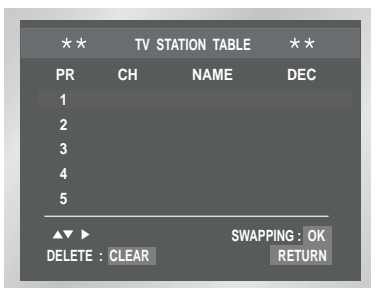 ** TV STATION TABLE **
PR CH NAME DEC
1
2
3
4
5
▲▼ ▶ SWAPPING : OK
DELETE : CLEAR RETURN